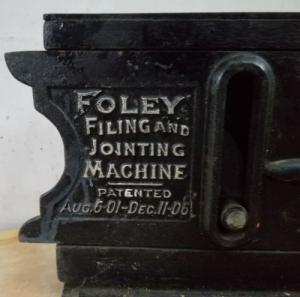 FOLEY
FILING AND
JOINTING
MACHINE
PATENTED
AUG.6-01-DEC.11-06